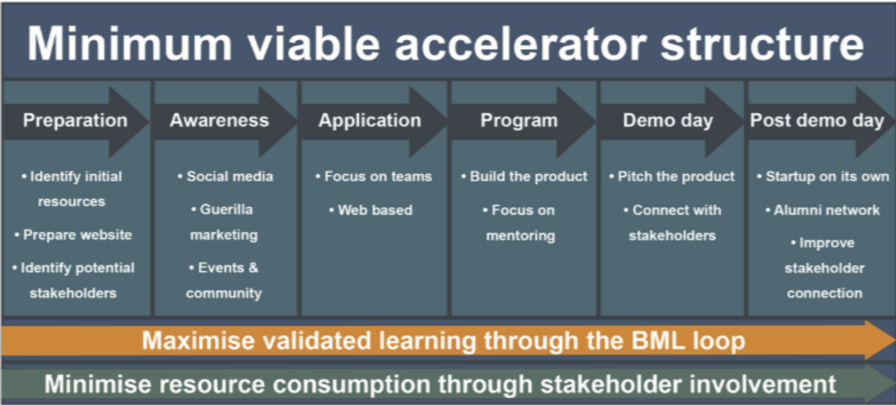 Minimum viable accelerator structure
Preparation
• Identify initial
resources
• Prepare website
• Identify potential
stakeholders
Awareness
• Social media
• Guerilla
marketing
• Events &
community
Application
• Focus on teams
• Web based
Program
• Build the product
• Focus on
mentoring
Demo day
• Pitch the product
• Connect with
stakeholders
Post demo day
• Startup on its own
• Alumni network
• Improve
stakeholder
connection
Maximise validated learning through the BML loop
Minimise resource consumption through stakeholder involvement